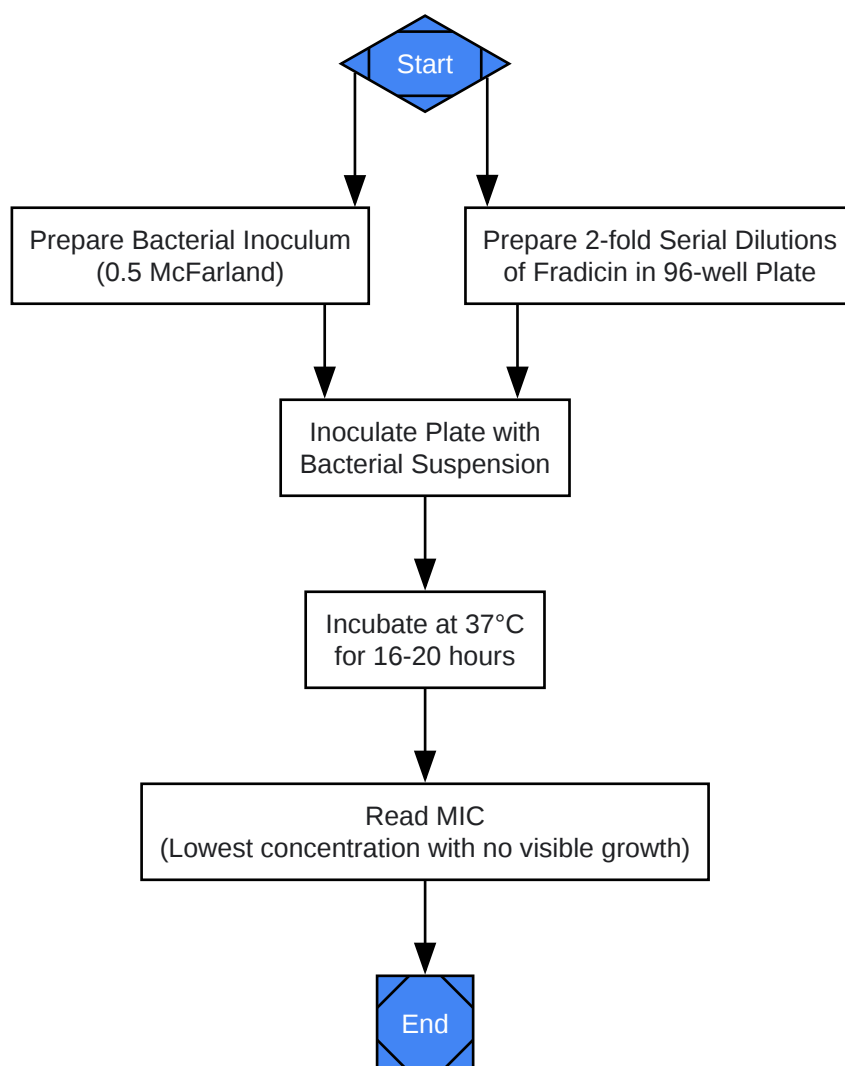 Start
Prepare Bacterial Inoculum
(0.5 McFarland)
Prepare 2-fold Serial Dilutions
of Fradicin in 96-well Plate
Inoculate Plate with
Bacterial Suspension
Incubate at 37°C
for 16-20 hours
Read MIC
(Lowest concentration with no visible growth)
End